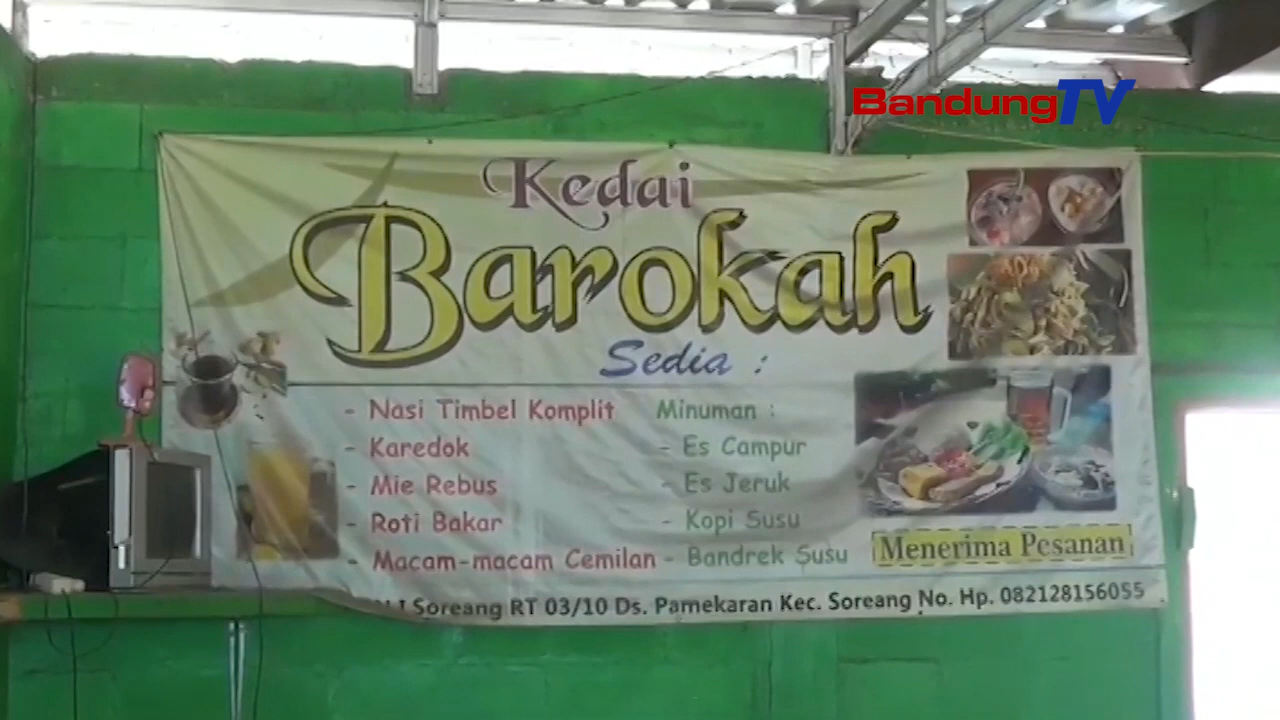 BandungTV
Kedai
Barokah
Sedia :
- Nasi Timbel Komplit
- Karedok
- Mie Rebus
- Roti Bakar
- Macam-macam Cemilan
Minuman :
- Es Campur
- Es Jeruk
- Kopi Susu
- Bandrek Susu
Menerima Pesanan
Soreang RT 03/10 Ds. Pamekaran Kec. Soreang No. Hp. 082128156055